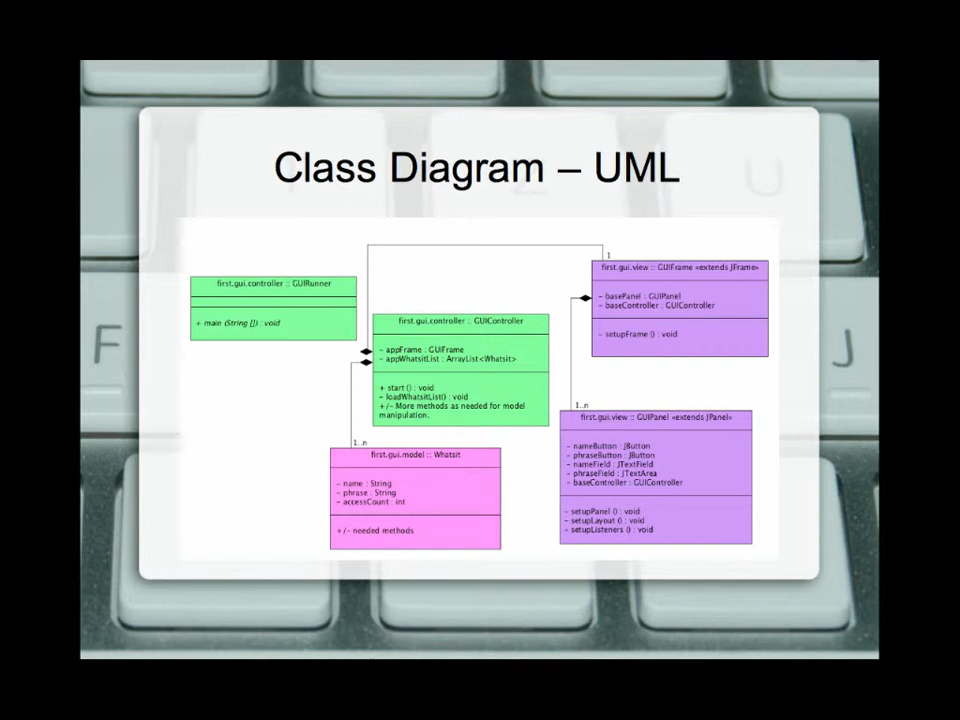 Class Diagram – UML
first.gui.controller :: GUIRunner
+ main (String []) : void
first.gui.controller :: GUIController
- appFrame : GUIFrame
- appWhatsitList : ArrayList<Whatsit>
+ start () : void
- loadWhatsitList() : void
+/- More methods as needed for model
manipulation.
1
first.gui.view :: GUIFrame «extends JFrame»
- basePanel : GUIPanel
- baseController : GUIController
- setupFrame () : void
1..n
first.gui.model :: Whatsit
- name : String
- phrase : String
- accessCount : int
+/- needed methods
1..n
first.gui.view :: GUIPanel «extends JPanel»
- nameButton : JButton
- phraseButton : JButton
- nameField : JTextField
- phraseField : JTextArea
- baseController : GUIController
- setupPanel () : void
- setupLayout () : void
- setupListeners () : void
F
J
U